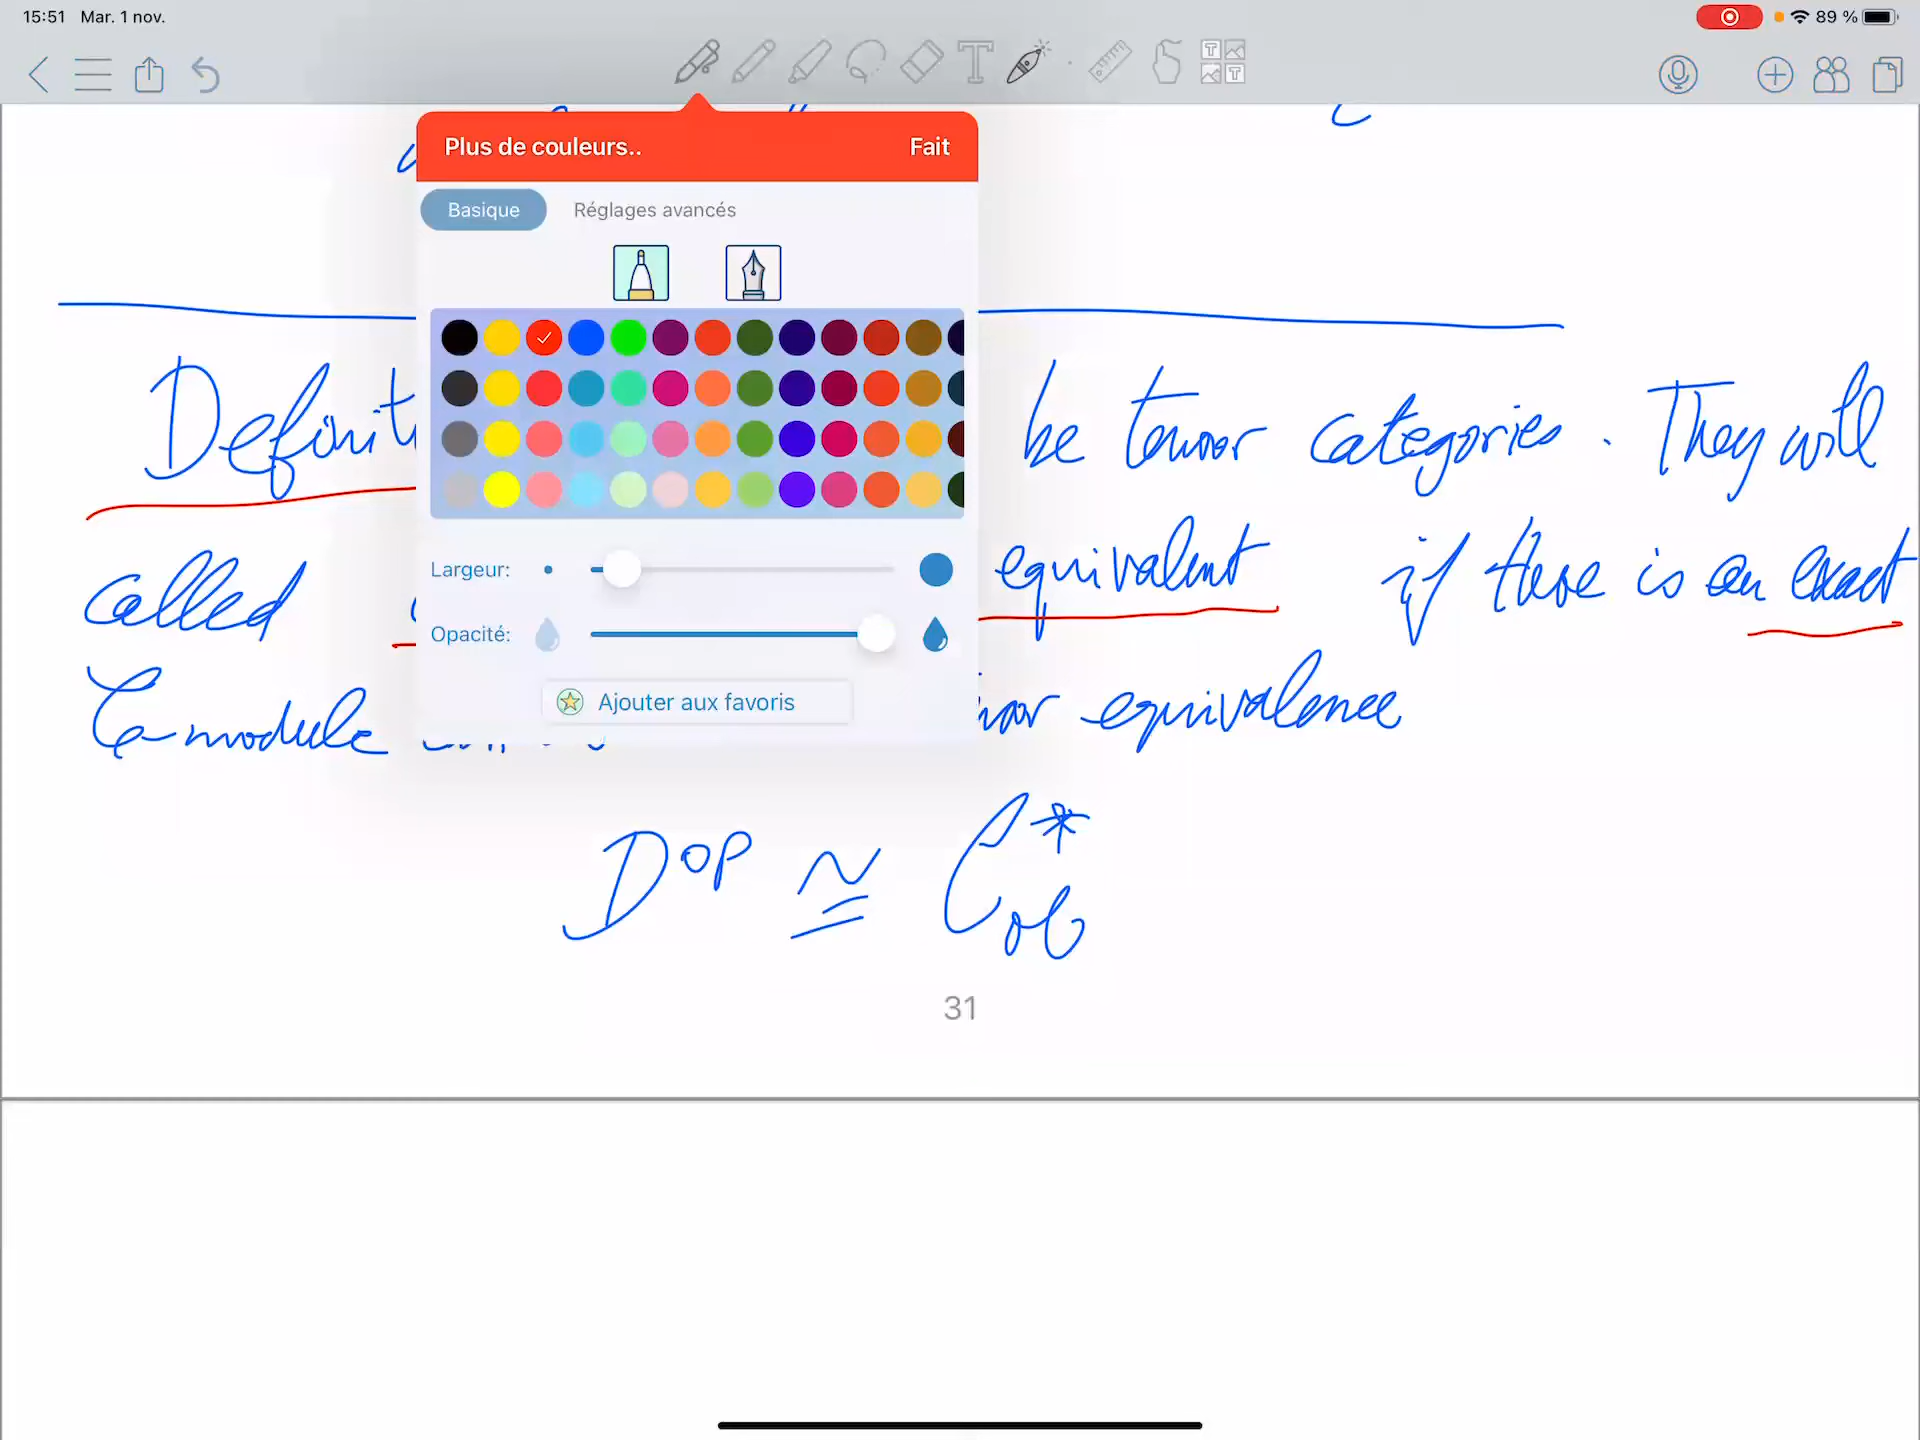 15:51 Mar. 1 nov. 89 %
Plus de couleurs.. Fait
Basique Réglages avancés
Definit be tensor categories. They will
called equivalent if there is an exact
Largeur:
Opacité:
C-module equivalence
Ajouter aux favoris
D^op ≅ C*_M
31